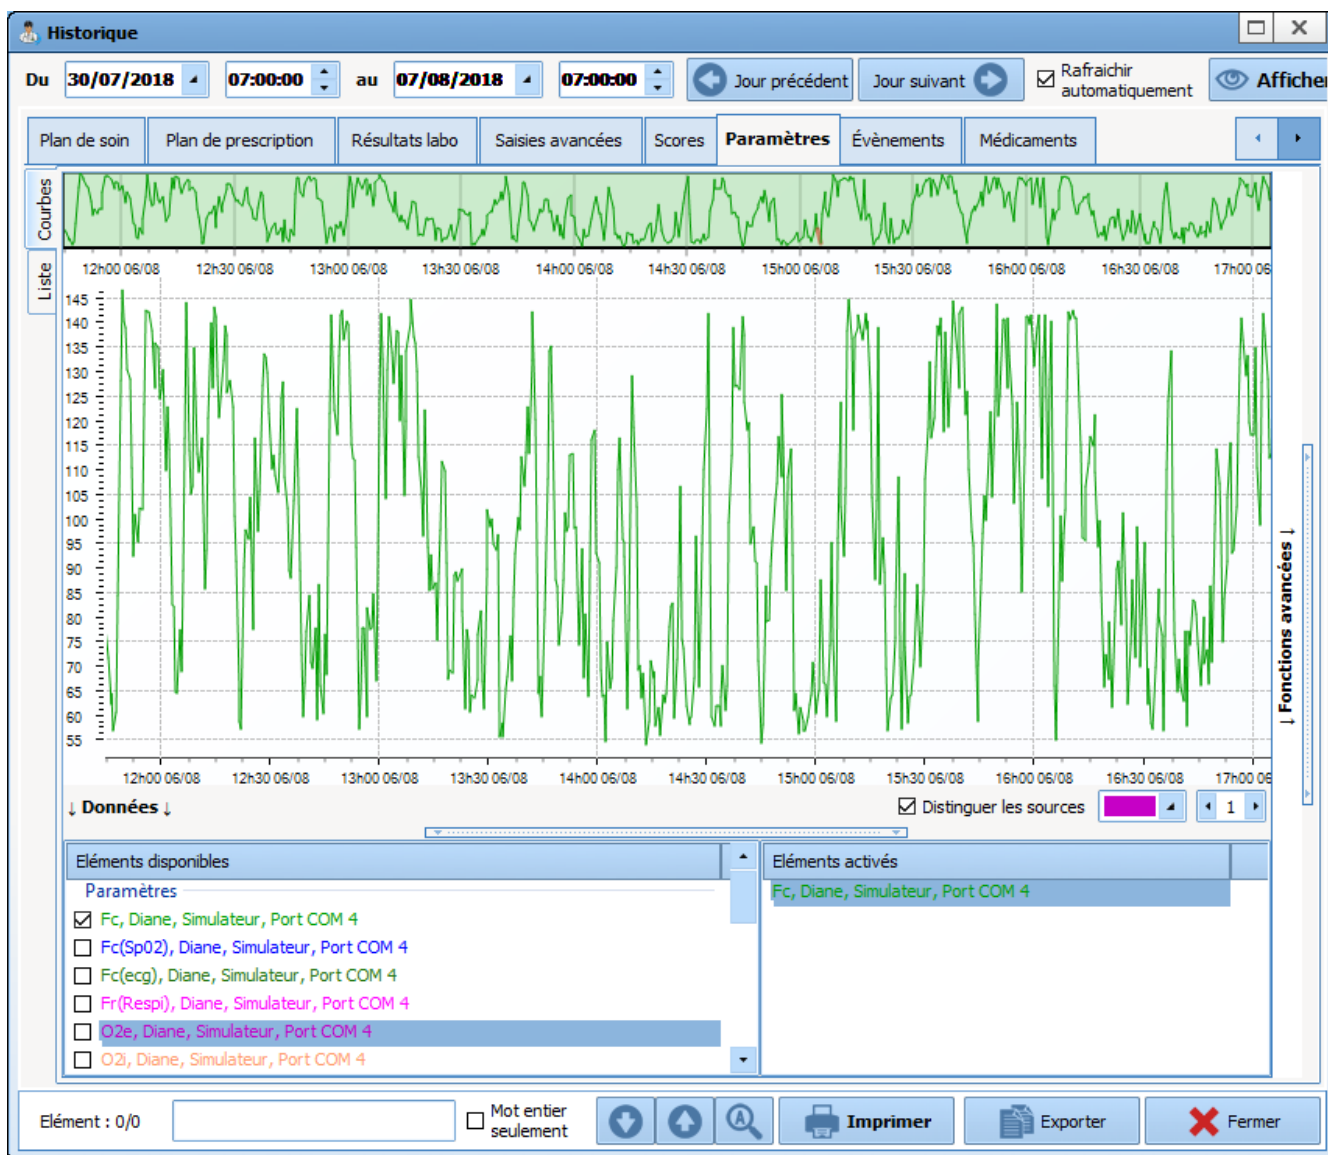 Historique
Du 30/07/2018 07:00:00 au 07/08/2018 07:00:00 Jour précédent Jour suivant Rafraichir automatiquement Afficher
Plan de soin Plan de prescription Résultats labo Saisies avancées Scores Paramètres Évènements Médicaments
Courbes
Liste
12h00 06/08 12h30 06/08 13h00 06/08 13h30 06/08 14h00 06/08 14h30 06/08 15h00 06/08 15h30 06/08 16h00 06/08 16h30 06/08 17h00 06
145
140
135
130
125
120
115
110
105
100
95
90
85
80
75
70
65
60
55
12h00 06/08 12h30 06/08 13h00 06/08 13h30 06/08 14h00 06/08 14h30 06/08 15h00 06/08 15h30 06/08 16h00 06/08 16h30 06/08 17h00 06
↓ Fonctions avancées ↓
↓ Données ↓ Distinguer les sources 1
Eléments disponibles Eléments activés
Paramètres Fc, Diane, Simulateur, Port COM 4
Fc, Diane, Simulateur, Port COM 4
Fc(Sp02), Diane, Simulateur, Port COM 4
Fc(ecg), Diane, Simulateur, Port COM 4
Fr(Respi), Diane, Simulateur, Port COM 4
O2e, Diane, Simulateur, Port COM 4
O2i, Diane, Simulateur, Port COM 4
Elément : 0/0 Mot entier seulement Imprimer Exporter Fermer